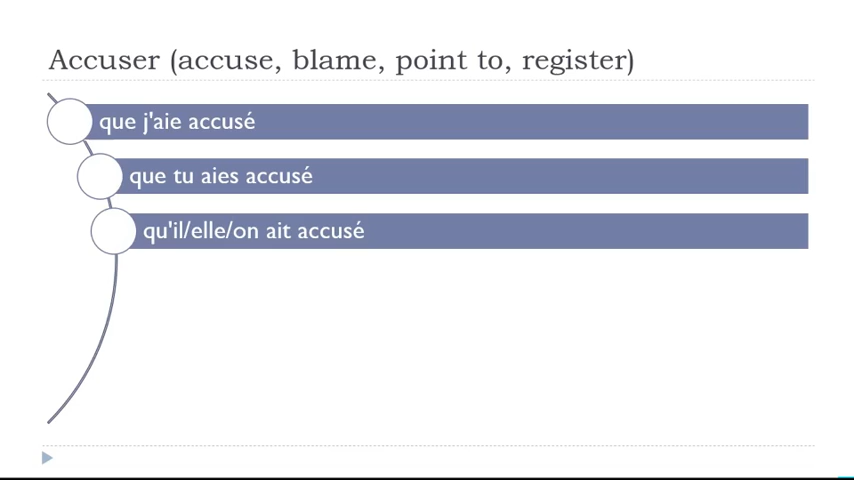 Accuser (accuse, blame, point to, register)
que j'aie accusé
que tu aies accusé
qu'il/elle/on ait accusé